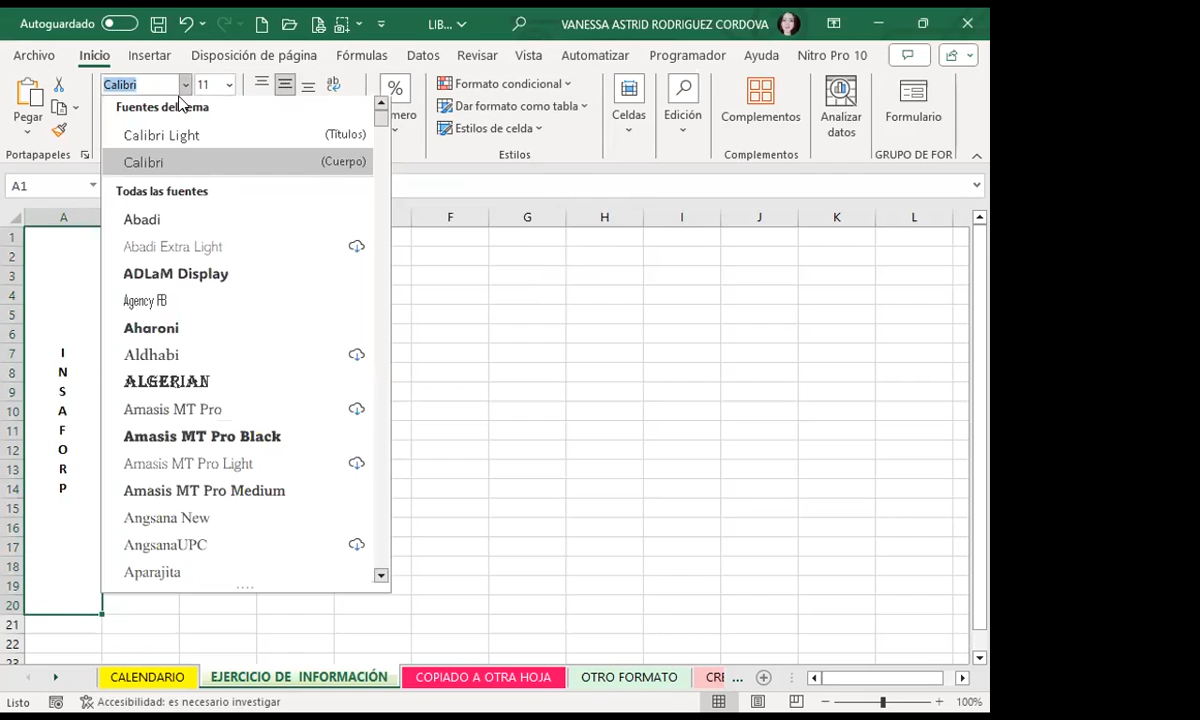 Autoguardado
LIB...
VANESSA ASTRID RODRIGUEZ CORDOVA
Archivo Inicio Insertar Disposición de página Fórmulas Datos Revisar Vista Automatizar Programador Ayuda Nitro Pro 10
Calibri 11
Pegar
Portapapeles
Fuentes del tema
Calibri Light (Títulos)
Calibri (Cuerpo)
Todas las fuentes
Abadi
Abadi Extra Light
ADLaM Display
Agency FB
Aharoni
Aldhabi
ALGERIAN
Amasis MT Pro
Amasis MT Pro Black
Amasis MT Pro Light
Amasis MT Pro Medium
Angsana New
AngsanaUPC
Aparajita
%
mero
Formato condicional
Dar formato como tabla
Estilos de celda
Estilos
Celdas
Edición
Complementos
Complementos
Analizar
datos
Formulario
GRUPO DE FOR
A1
A F G H I J K L
1
2
3
4
5
6
7 I
8 N
9 S
10 A
11 F
12 O
13 R
14 P
15
16
17
18
19
20
21
22
23
CALENDARIO EJERCICIO DE INFORMACIÓN COPIADO A OTRA HOJA OTRO FORMATO CRE ...
Listo Accesibilidad: es necesario investigar 100%